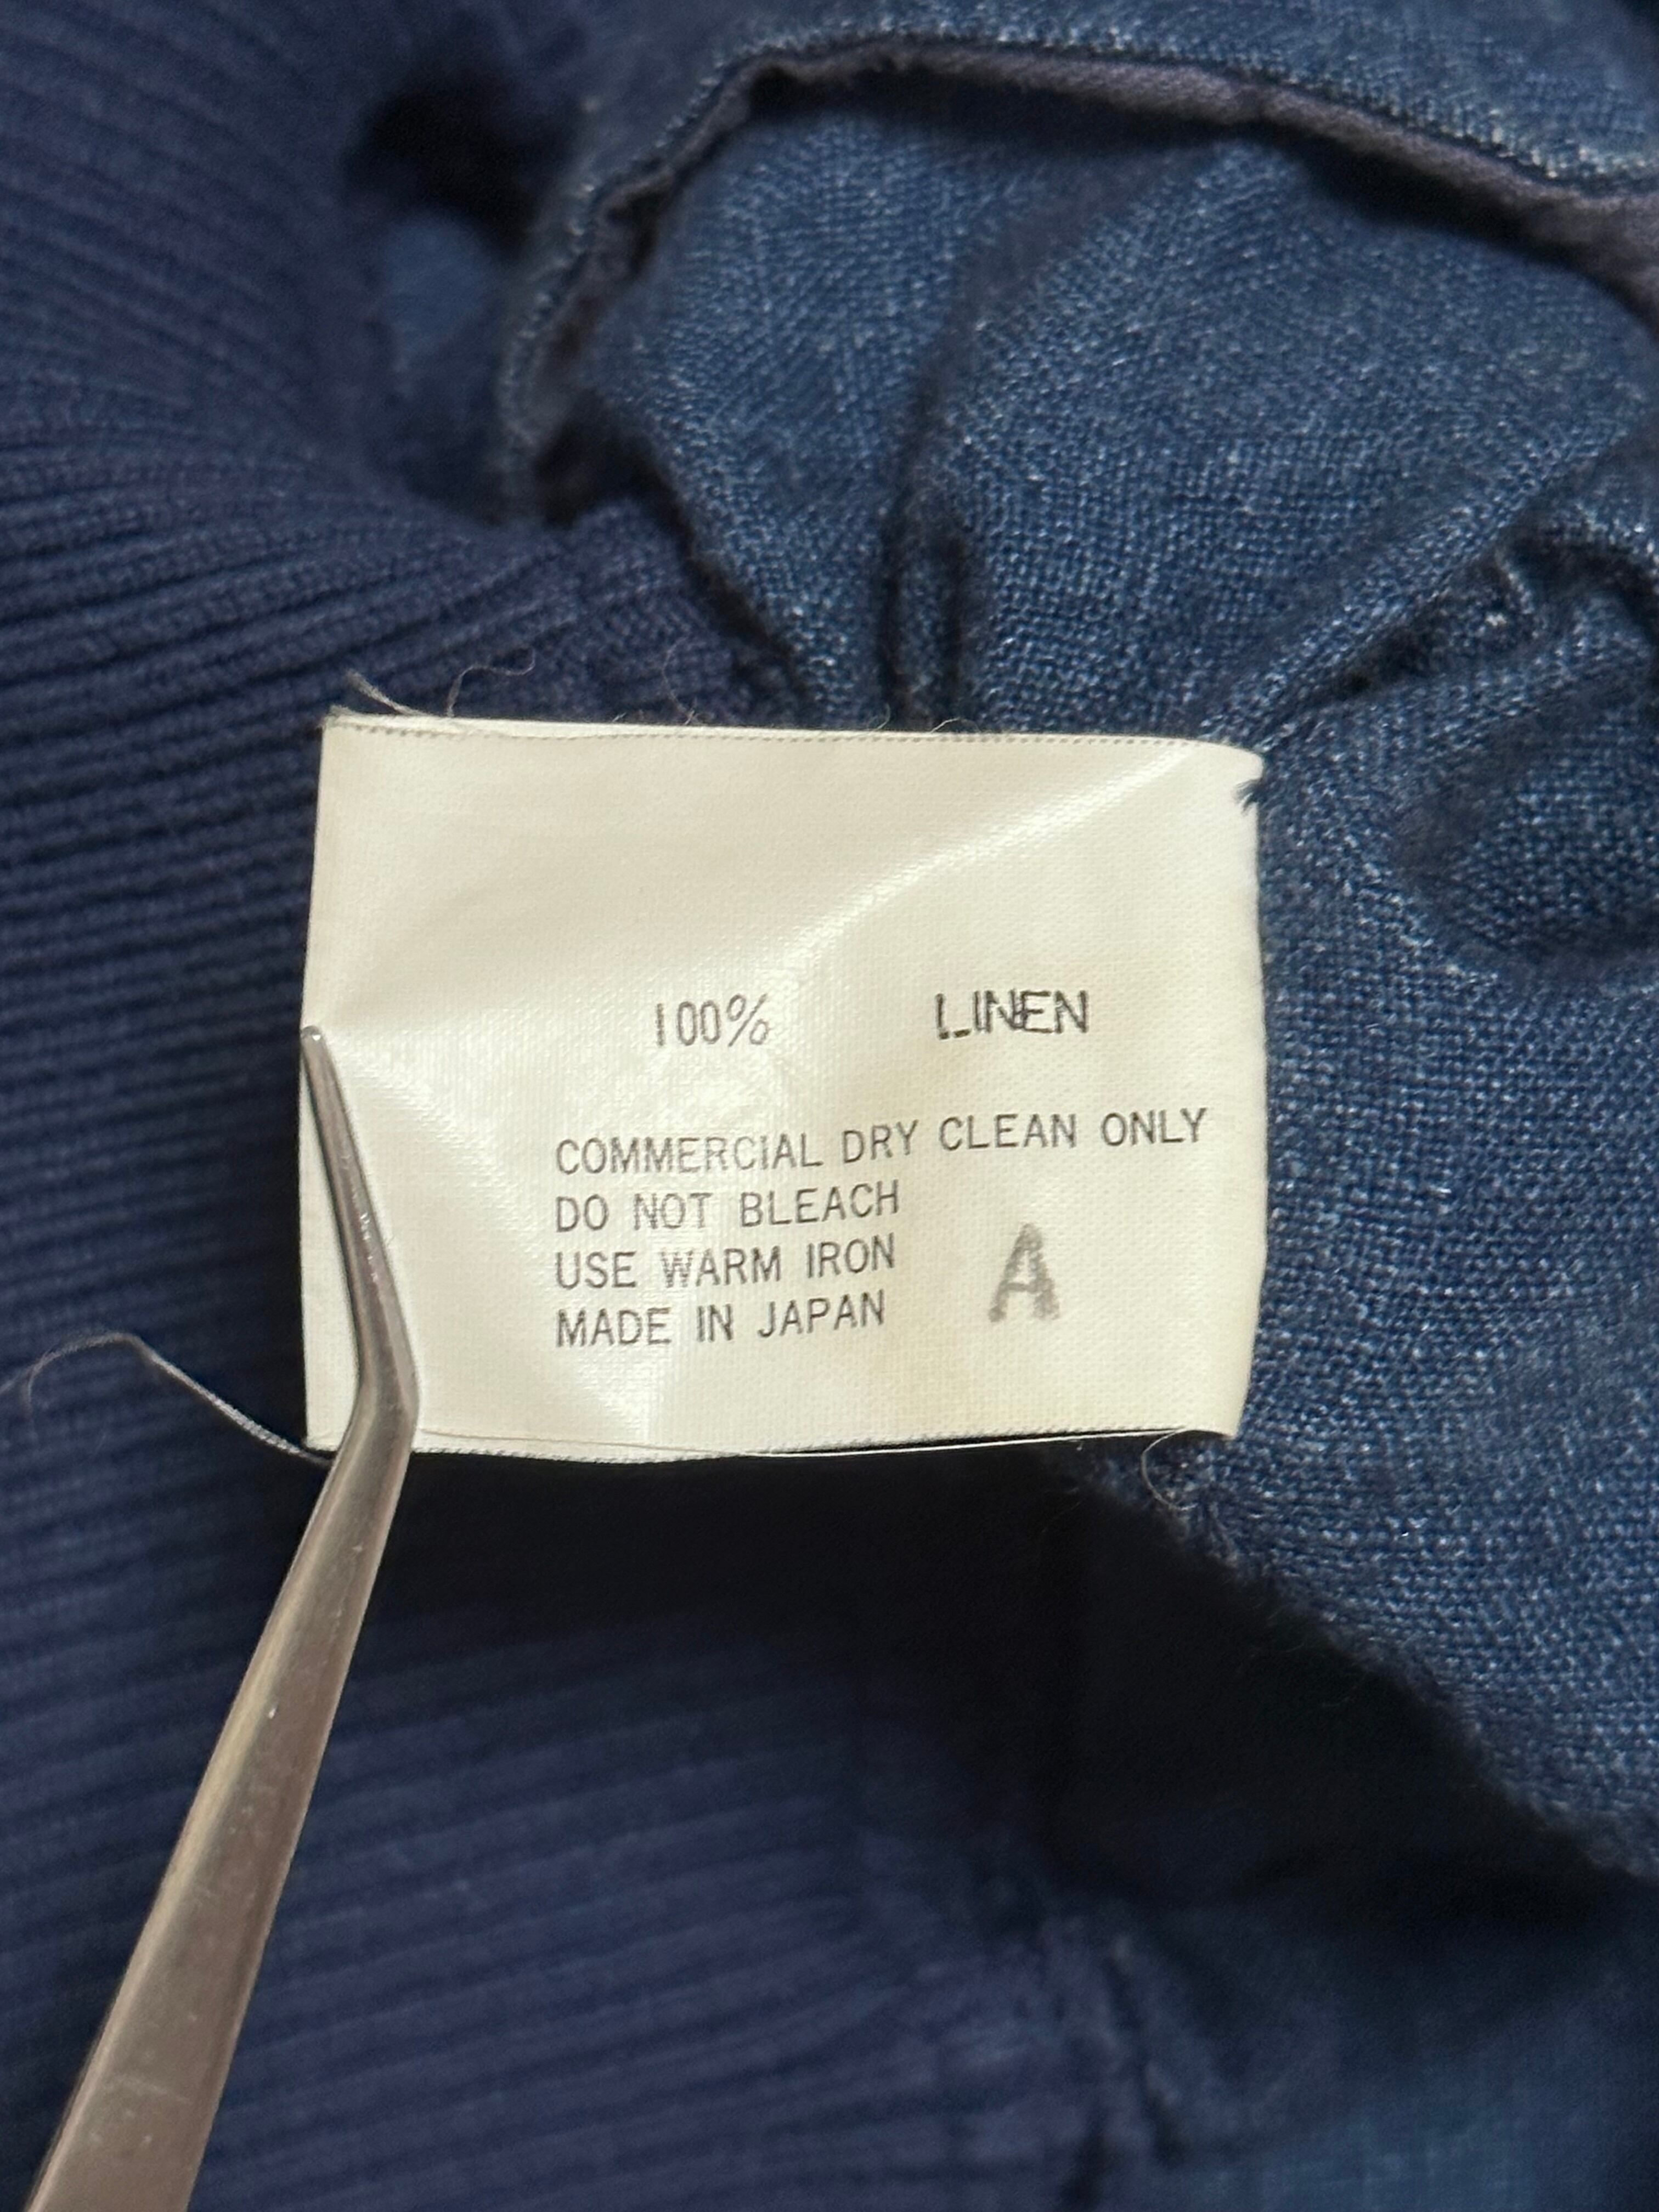 100% LINEN
COMMERCIAL DRY CLEAN ONLY
DO NOT BLEACH
USE WARM IRON
MADE IN JAPAN
A